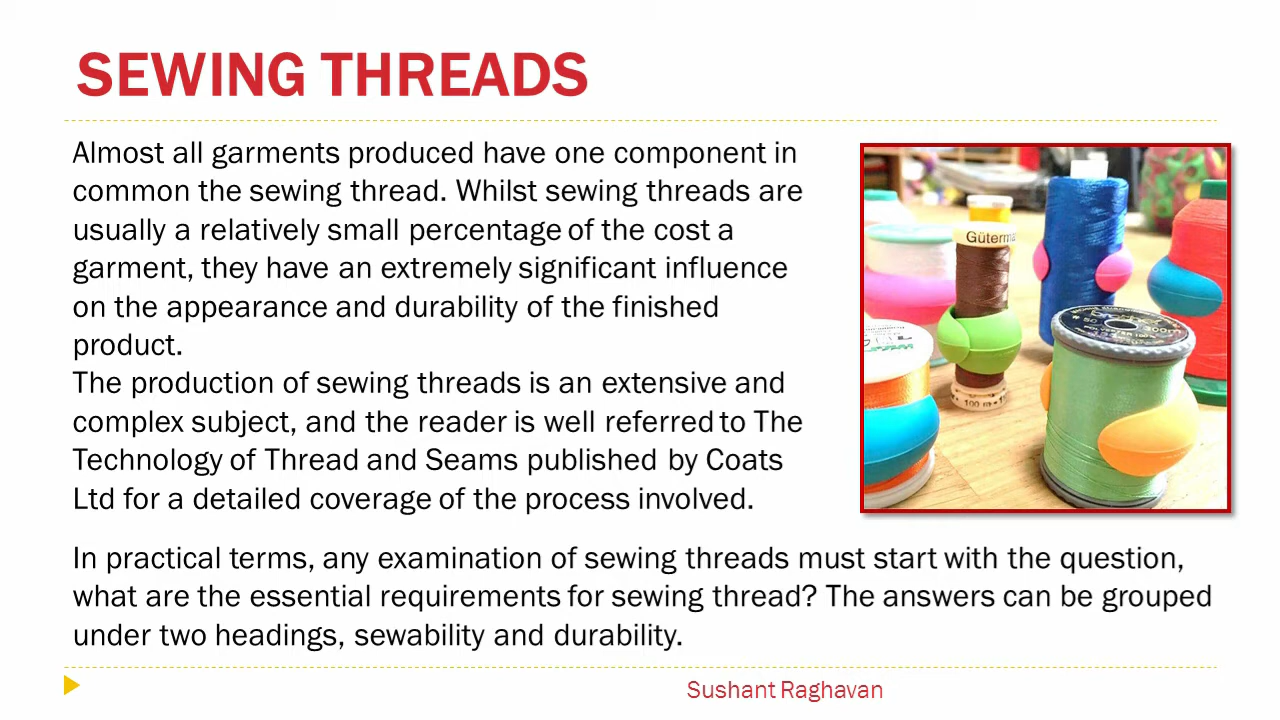 SEWING THREADS
Almost all garments produced have one component in
common the sewing thread. Whilst sewing threads are
usually a relatively small percentage of the cost a
garment, they have an extremely significant influence
on the appearance and durability of the finished
product.
The production of sewing threads is an extensive and
complex subject, and the reader is well referred to The
Technology of Thread and Seams published by Coats
Ltd for a detailed coverage of the process involved.
Güterma
100 m
300m
In practical terms, any examination of sewing threads must start with the question,
what are the essential requirements for sewing thread? The answers can be grouped
under two headings, sewability and durability.
Sushant Raghavan